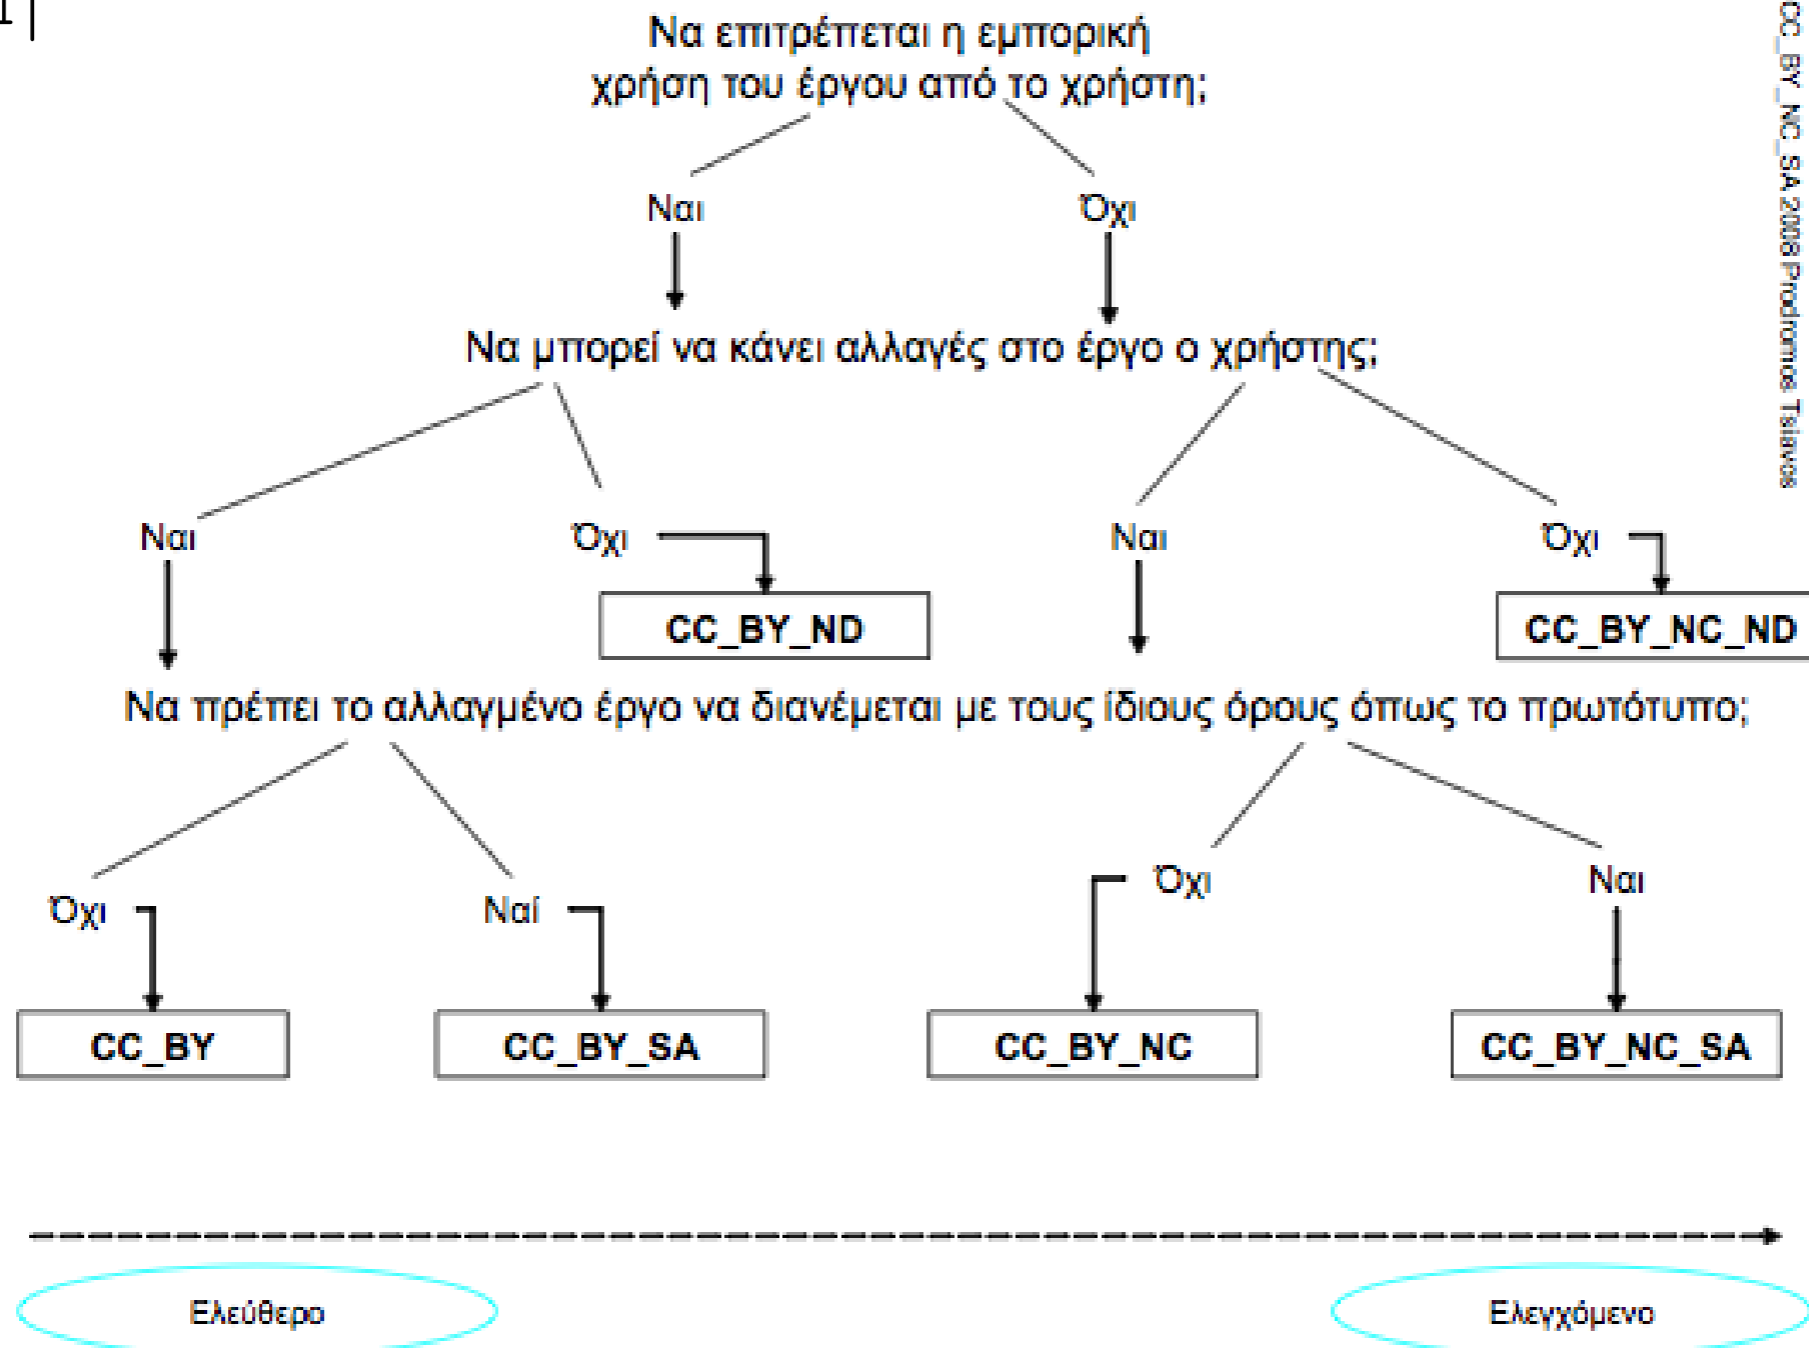 Να επιτρέπεται η εμπορική
χρήση του έργου από το χρήστη;
Ναι Όχι
Να μπορεί να κάνει αλλαγές στο έργο ο χρήστης;
Ναι Όχι Ναι Όχι
CC_BY_ND CC_BY_NC_ND
Να πρέπει το αλλαγμένο έργο να διανέμεται με τους ίδιους όρους όπως το πρωτότυπο;
Όχι Ναί Όχι Ναι
CC_BY CC_BY_SA CC_BY_NC CC_BY_NC_SA
Ελεύθερο Ελεγχόμενο
CC_BY_NC_SA 2008 Prodromos Tsiavos